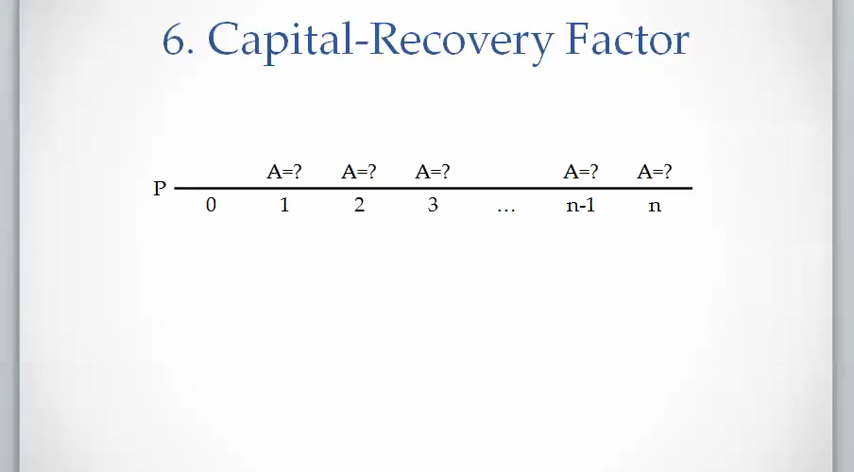 6. Capital-Recovery Factor
A=? A=? A=? A=? A=?
P
0 1 2 3 ... n-1 n